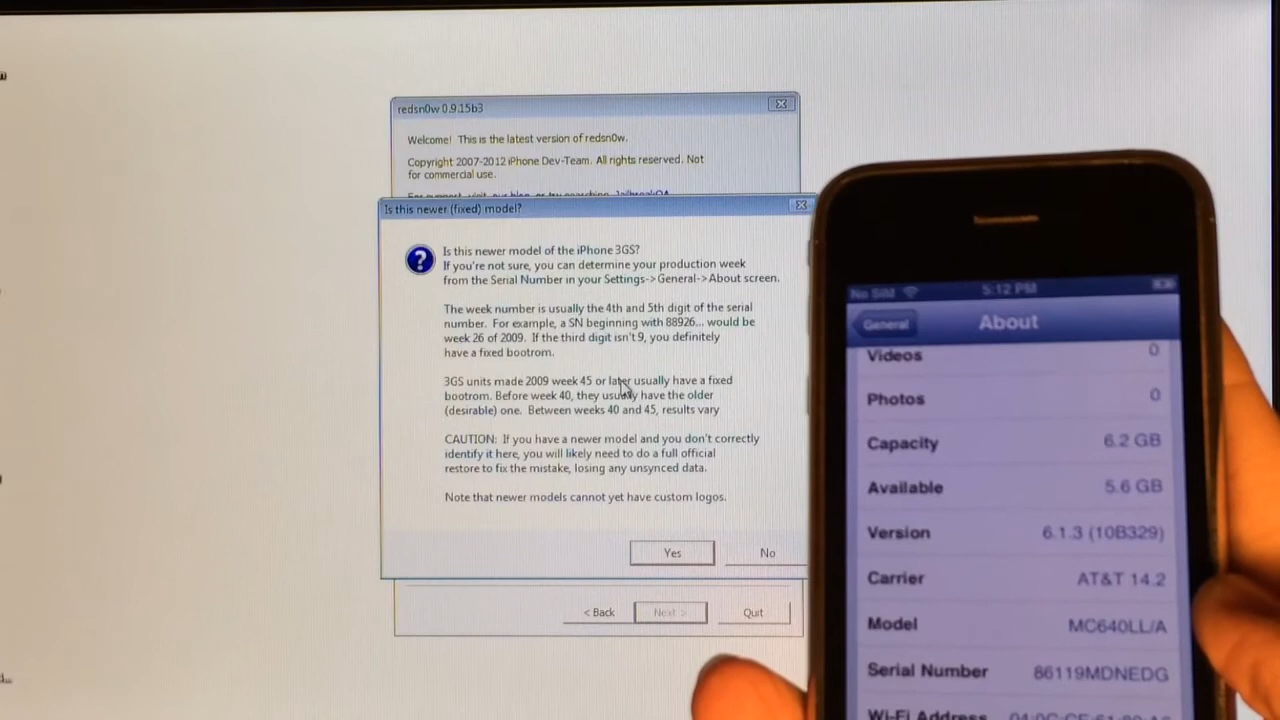 redsn0w 0.9.15b3
Welcome! This is the latest version of redsn0w.
Copyright 2007-2012 iPhone Dev-Team. All rights reserved. Not
for commercial use.
Is this newer (fixed) model?
Is this newer model of the iPhone 3GS?
If you're not sure, you can determine your production week
from the Serial Number in your Settings->General->About screen.
The week number is usually the 4th and 5th digit of the serial
number. For example, a SN beginning with 88926... would be
week 26 of 2009. If the third digit isn't 9, you definitely
have a fixed bootrom.
3GS units made 2009 week 45 or later usually have a fixed
bootrom. Before week 40, they usually have the older
(desirable) one. Between weeks 40 and 45, results vary
CAUTION: If you have a newer model and you don't correctly
identify it here, you will likely need to do a full official
restore to fix the mistake, losing any unsynced data.
Note that newer models cannot yet have custom logos.
Yes No
< Back Next > Quit
No SIM 5:12 PM
General About
Videos 0
Photos 0
Capacity 6.2 GB
Available 5.6 GB
Version 6.1.3 (10B329)
Carrier AT&T 14.2
Model MC640LL/A
Serial Number 86119MDNEDG
Wi-Fi Address